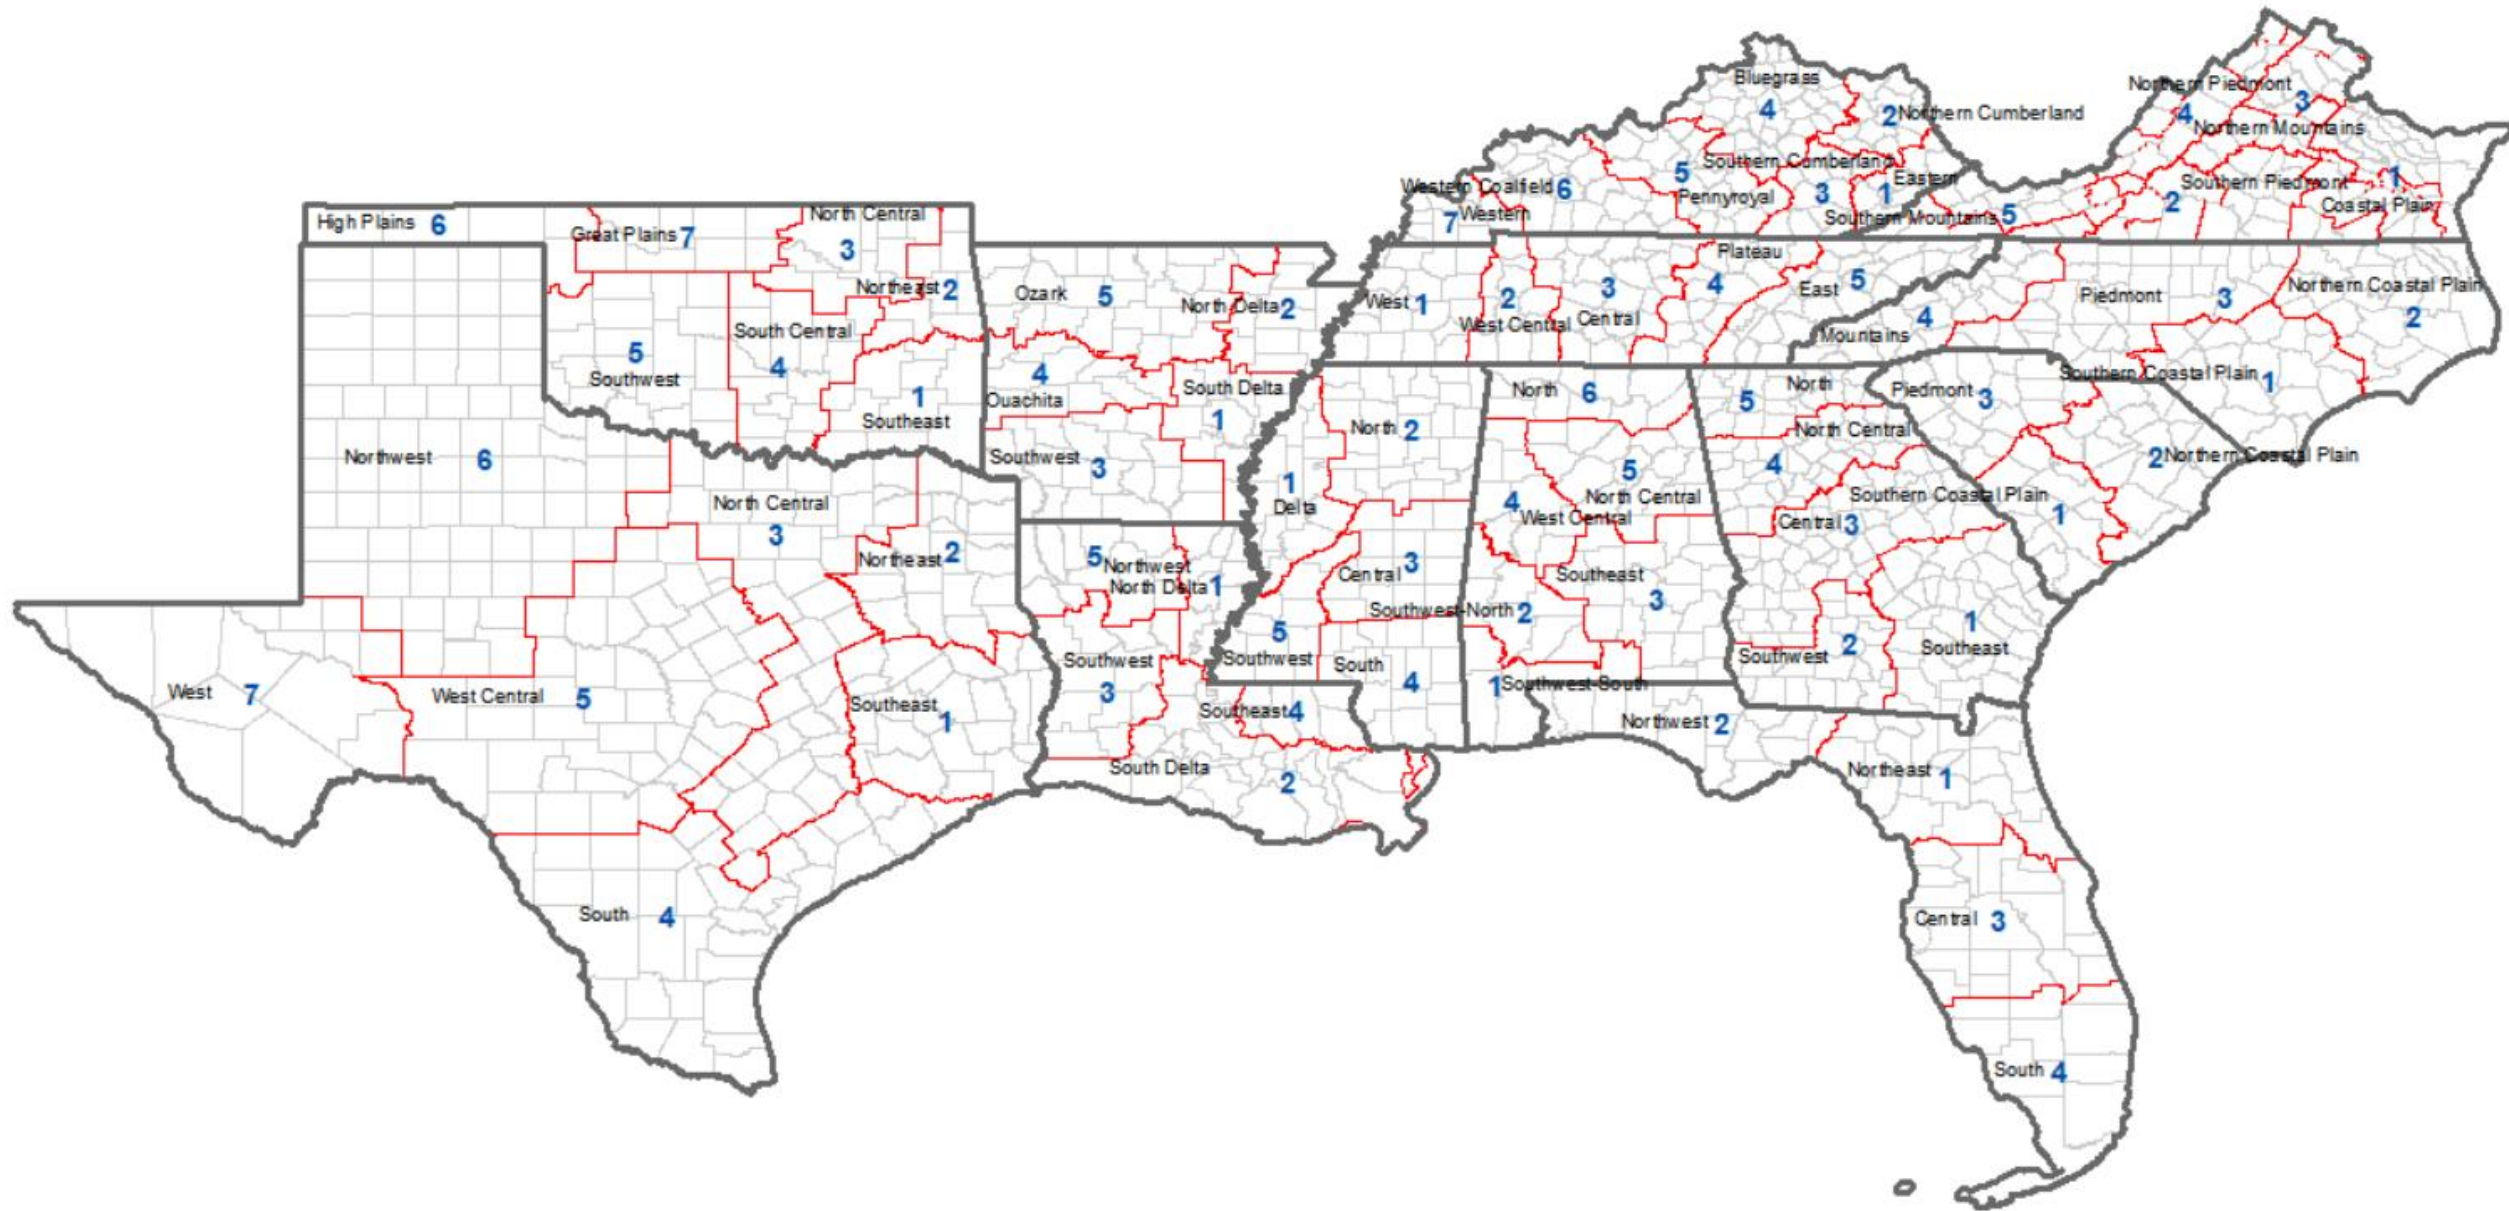 High Plains 6
Great Plains 7
North Central
3
Northeast 2
South Central
4
5
Southwest
1
Southeast
Northwest 6
North Central
3
Northeast 2
West 7
West Central 5
Southeast
1
South 4
Ozark 5
North Delta 2
4
Ouachita
South Delta
1
Southwest 3
5
Northwest
North Delta 1
Southwest
3
Southeast 4
South Delta
2
North 2
1
Delta
Central 3
5
Southwest
South
4
North 6
5
North Central
4
West Central
Southeast
3
Southwest-North 2
1 Southwest-South
West 1
2
West Central
3
Central
Plateau
4
East 5
Bluegrass
4
2 Northern Cumberland
Southern Cumberland
3
5
Pennyroyal
Eastern
1
Western Coalfield 6
7 Western
Northern Piedmont
3
4
Northern Mountains
Southern Piedmont
2
1
Coastal Plain
Southern Mountains 5
Mountains 4
Piedmont 3
Northern Coastal Plain
2
Southern Coastal Plain 1
Piedmont 3
2 Northern Coastal Plain
Southern Coastal Plain
1
North
5
North Central
4
Central 3
Southwest 2
1
Southeast
Northwest 2
Northeast 1
Central 3
South 4